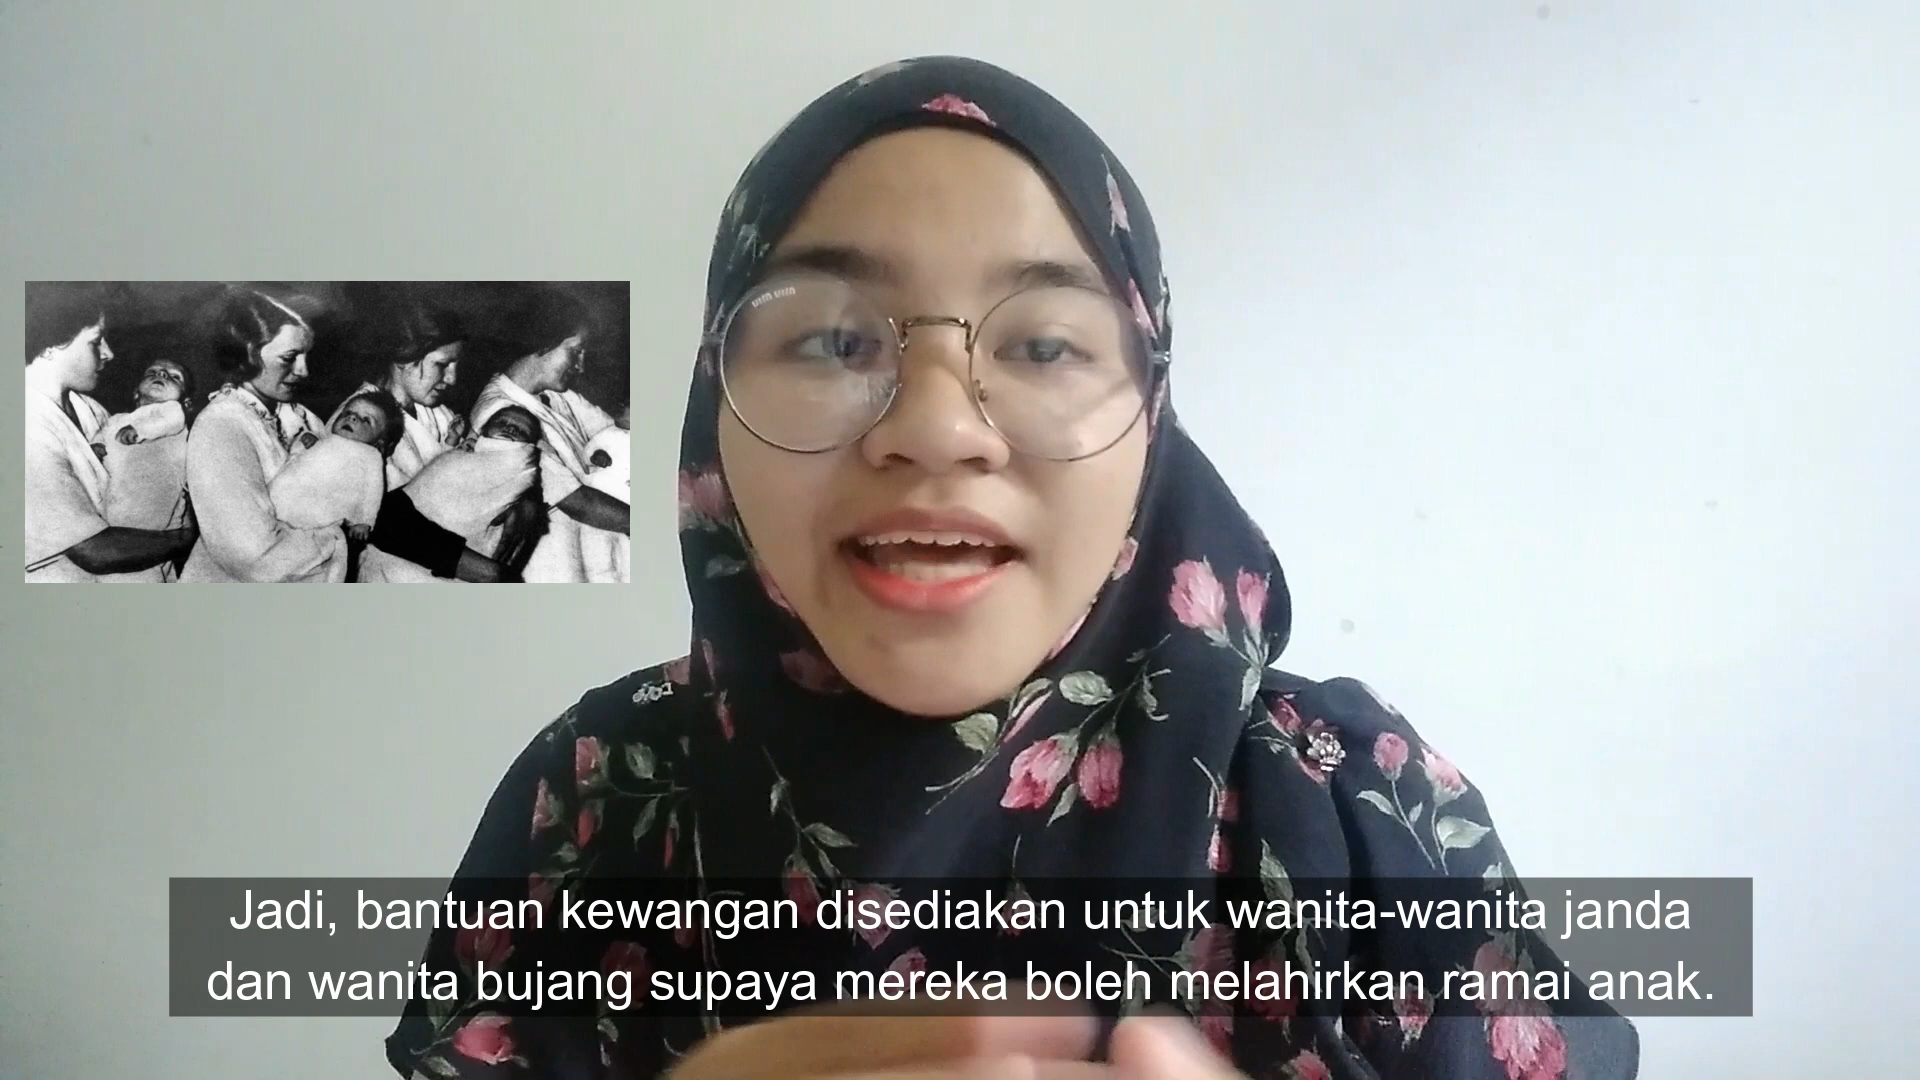 Jadi, bantuan kewangan disediakan untuk wanita-wanita janda
dan wanita bujang supaya mereka boleh melahirkan ramai anak.